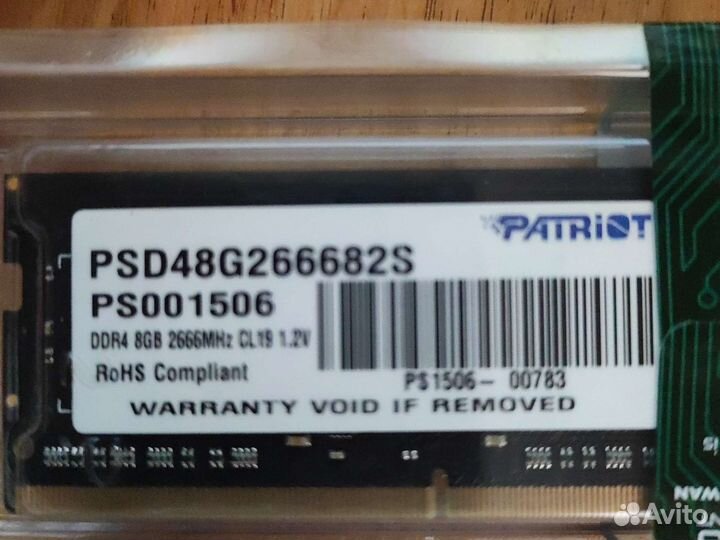 PATRIOT
PSD48G266682S
PS001506
DDR4 8GB 2666MHz CL19 1.2V
RoHS Compliant
PS1506- 00783
WARRANTY VOID IF REMOVED
Avito